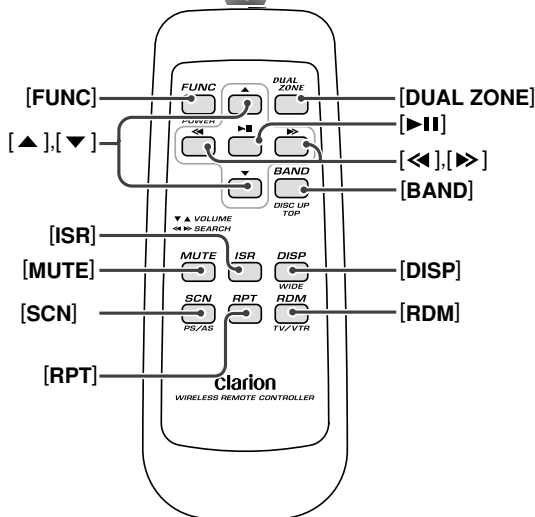 [FUNC]
[▲],[▼]
[ISR]
[MUTE]
[SCN]
[RPT]
FUNC
POWER
▲
DUAL
ZONE
◀◀
▶❚❚
▶▶
▼
BAND
DISC UP
TOP
▼ ▲ VOLUME
◀◀ ▶▶ SEARCH
MUTE
ISR
DISP
WIDE
SCN
PS/AS
RPT
RDM
TV/VTR
clarion
WIRELESS REMOTE CONTROLLER
[DUAL ZONE]
[▶❚❚]
[◀◀],[▶▶]
[BAND]
[DISP]
[RDM]